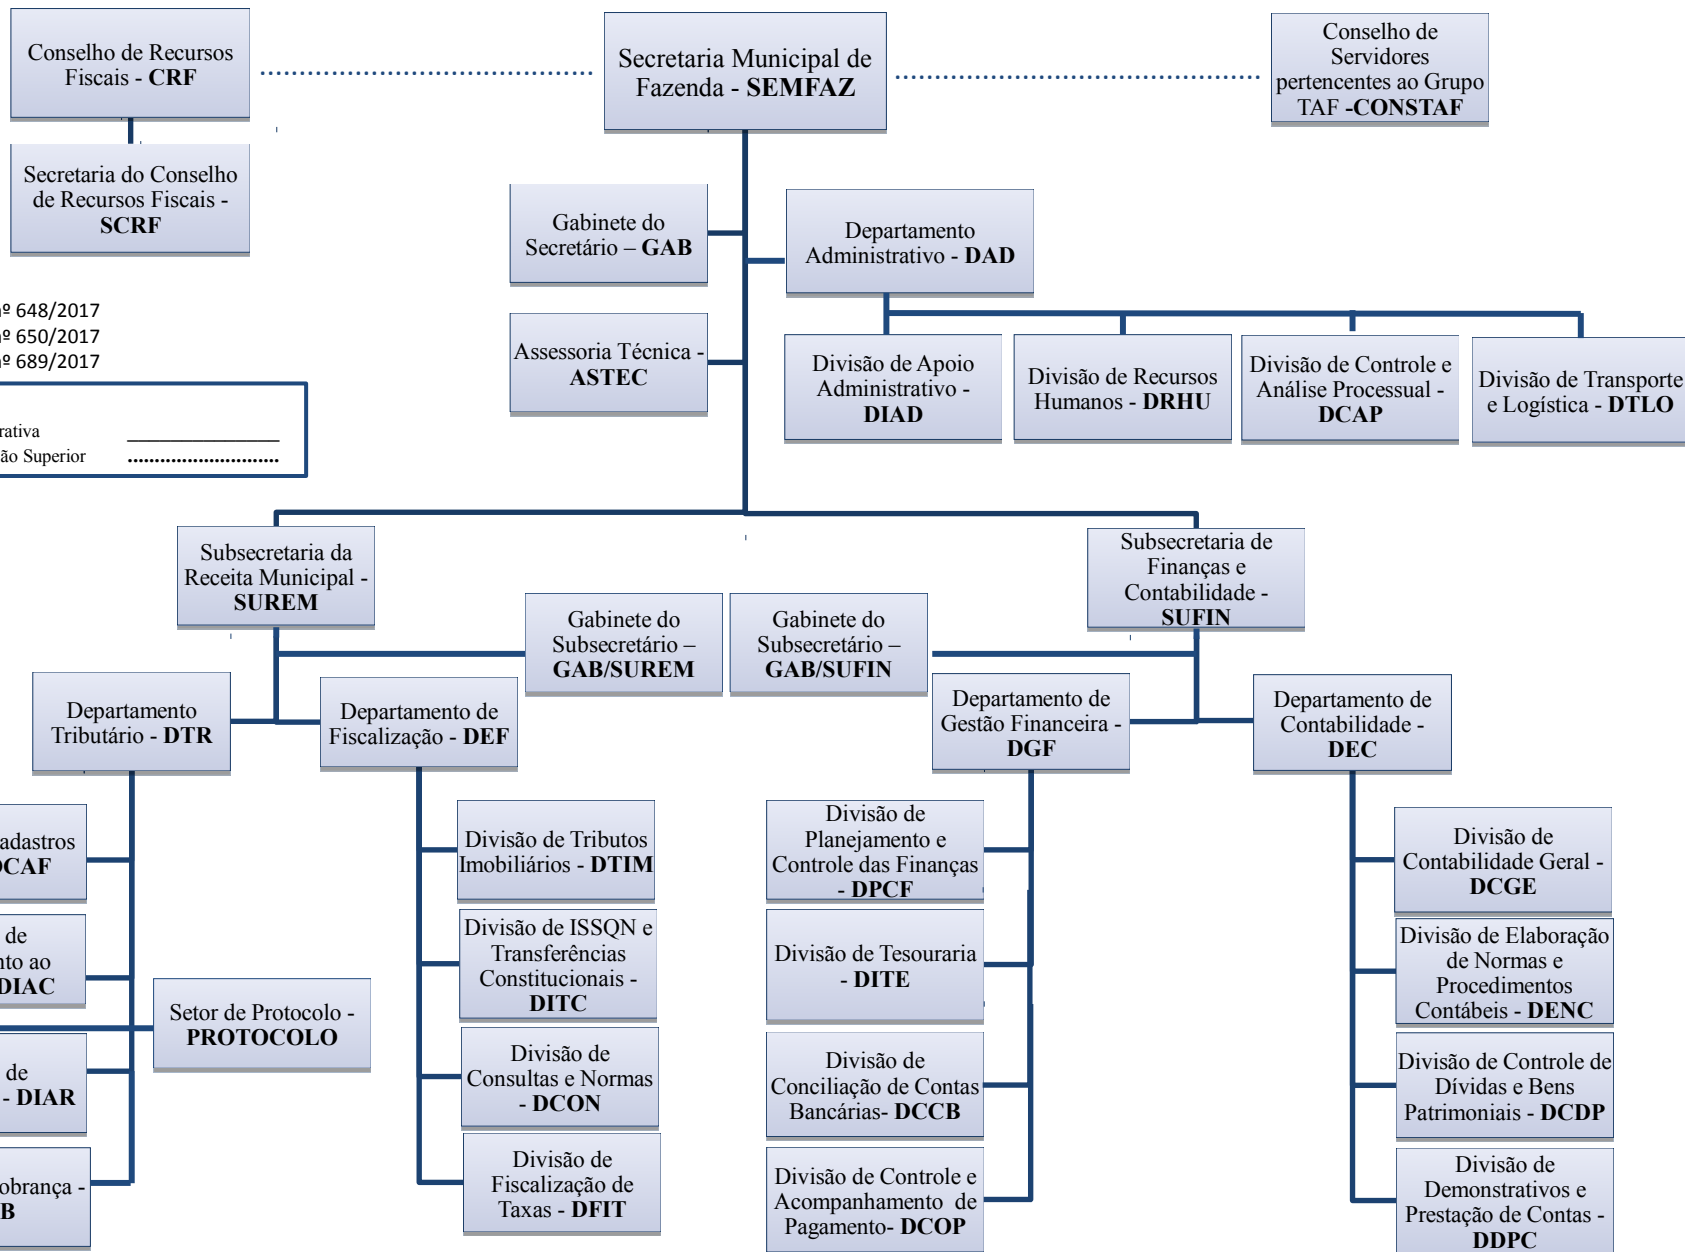 Conselho de Recursos
Fiscais - CRF
Secretaria Municipal de
Fazenda - SEMFAZ
Conselho de
Servidores
pertencentes ao Grupo
TAF -CONSTAF
Secretaria do Conselho
de Recursos Fiscais -
SCRF
Gabinete do
Secretário – GAB
Departamento
Administrativo - DAD
nº 648/2017
nº 650/2017
nº 689/2017
Assessoria Técnica -
ASTEC
Divisão de Apoio
Administrativo -
DIAD
Divisão de Recursos
Humanos - DRHU
Divisão de Controle e
Análise Processual -
DCAP
Divisão de Transporte
e Logística - DTLO
rativa
ão Superior
Subsecretaria da
Receita Municipal -
SUREM
Subsecretaria de
Finanças e
Contabilidade -
SUFIN
Gabinete do
Subsecretário –
GAB/SUREM
Gabinete do
Subsecretário –
GAB/SUFIN
Departamento
Tributário - DTR
Departamento de
Fiscalização - DEF
Departamento de
Gestão Financeira -
DGF
Departamento de
Contabilidade -
DEC
adastros
DCAF
de
nto ao
DIAC
Setor de Protocolo -
PROTOCOLO
de
- DIAR
obrança -
B
Divisão de Tributos
Imobiliários - DTIM
Divisão de ISSQN e
Transferências
Constitucionais -
DITC
Divisão de
Consultas e Normas
- DCON
Divisão de
Fiscalização de
Taxas - DFIT
Divisão de
Planejamento e
Controle das Finanças
- DPCF
Divisão de Tesouraria
- DITE
Divisão de
Conciliação de Contas
Bancárias- DCCB
Divisão de Controle e
Acompanhamento  de
Pagamento- DCOP
Divisão de
Contabilidade Geral -
DCGE
Divisão de Elaboração
de Normas e
Procedimentos
Contábeis - DENC
Divisão de Controle de
Dívidas e Bens
Patrimoniais - DCDP
Divisão de
Demonstrativos e
Prestação de Contas -
DDPC